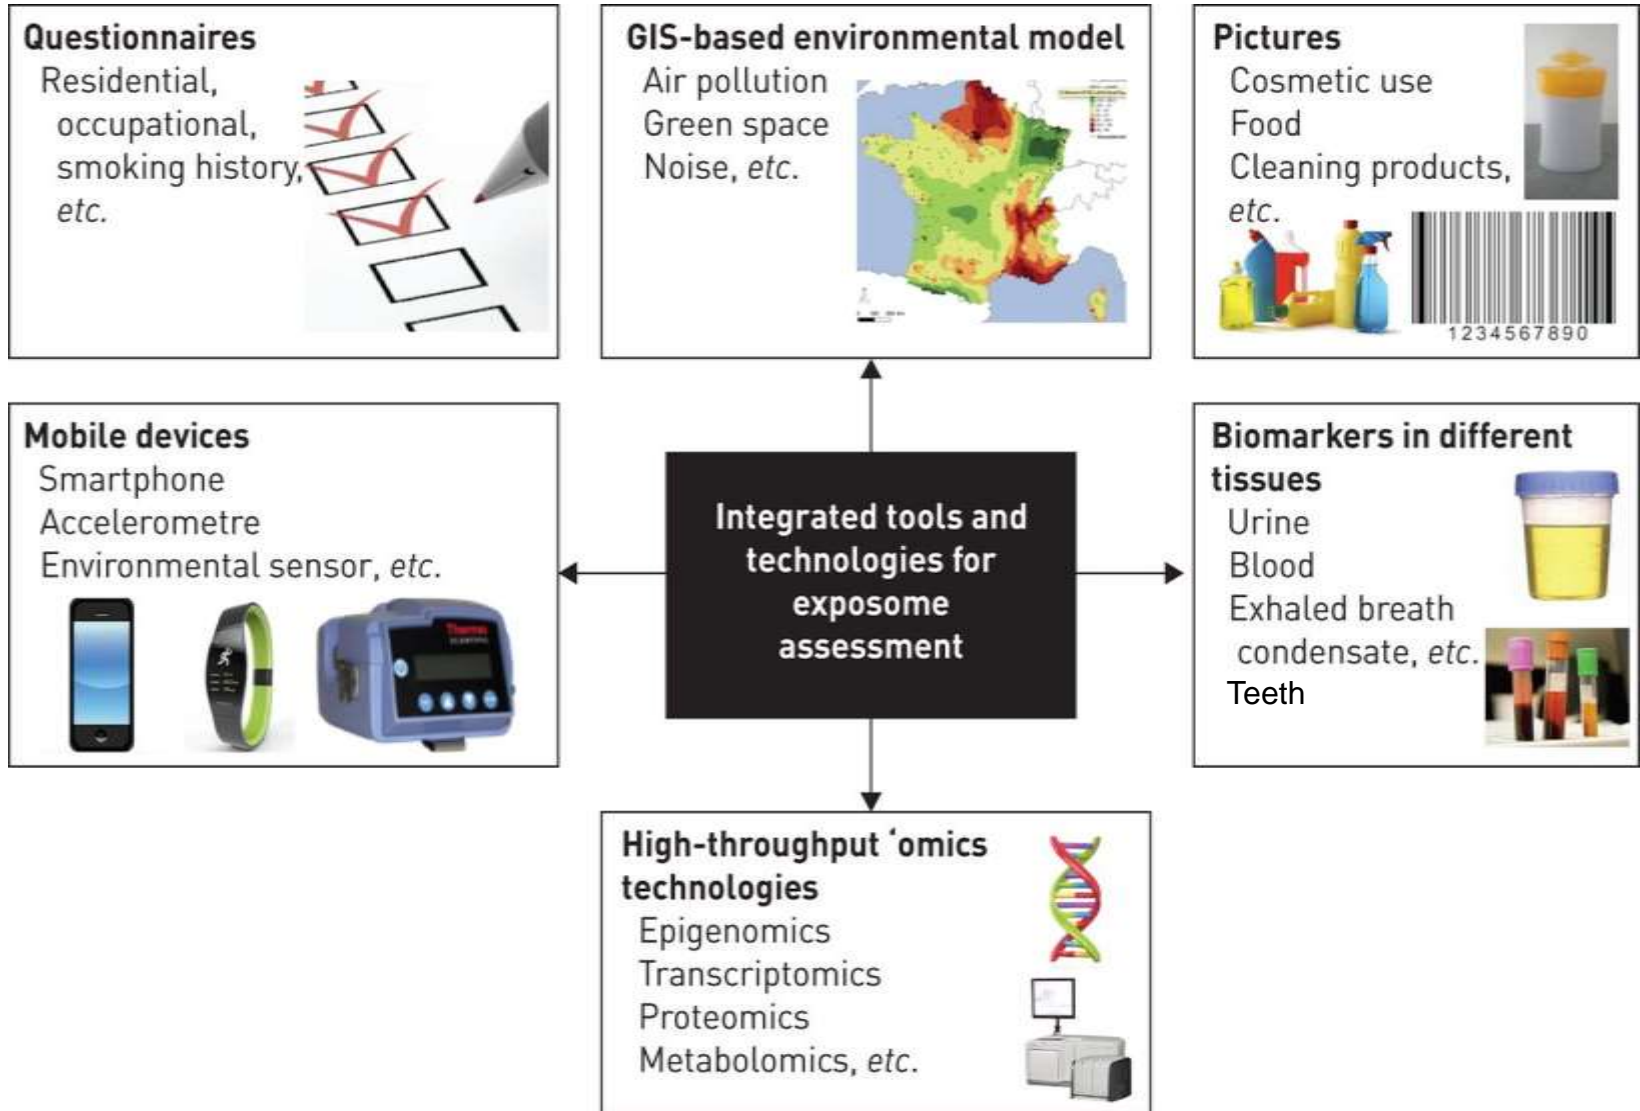 Questionnaires
Residential,
occupational,
smoking history,
etc.
GIS-based environmental model
Air pollution
Green space
Noise, etc.
Pictures
Cosmetic use
Food
Cleaning products,
etc.
1234567890
Mobile devices
Smartphone
Accelerometre
Environmental sensor, etc.
Thermo
SCIENTIFIC
Integrated tools and
technologies for
exposome
assessment
Biomarkers in different
tissues
Urine
Blood
Exhaled breath
condensate, etc.
Teeth
High-throughput ‘omics
technologies
Epigenomics
Transcriptomics
Proteomics
Metabolomics, etc.